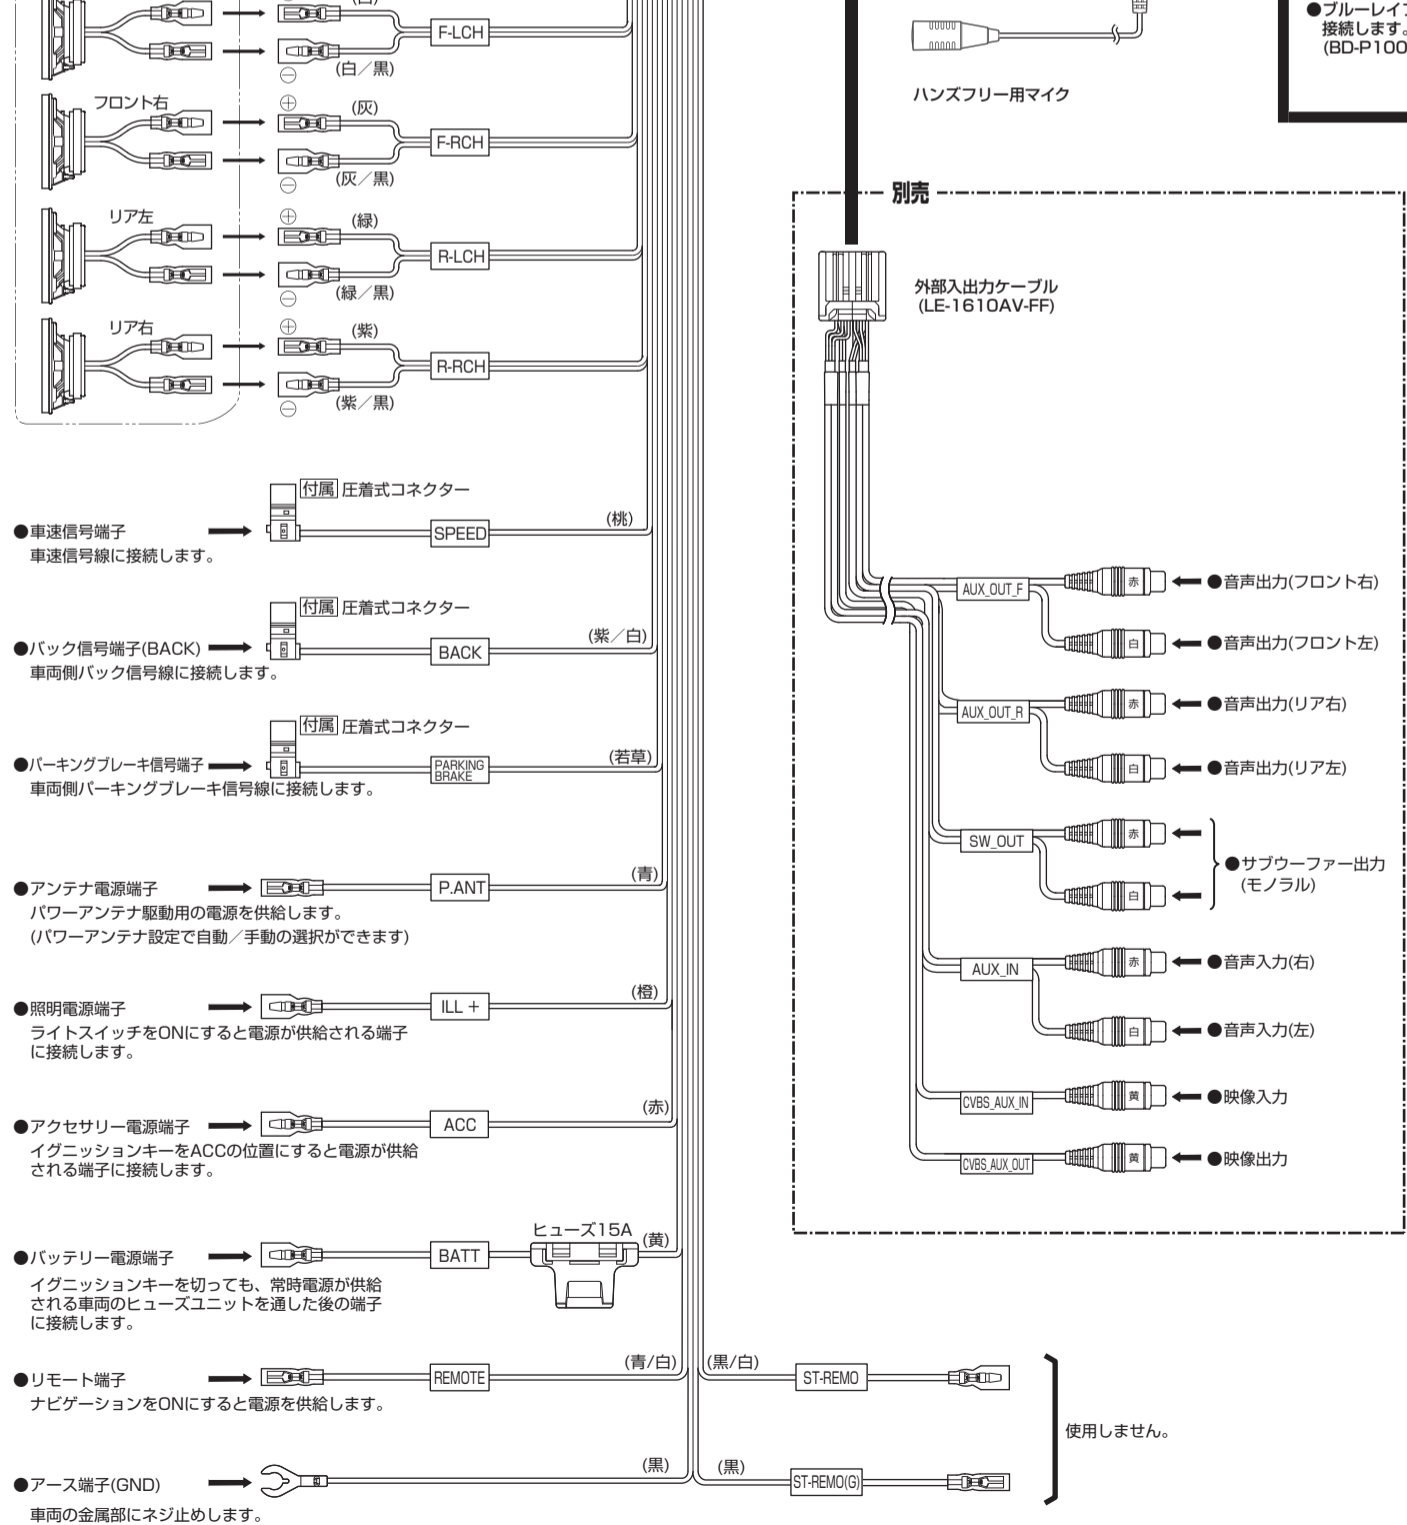 F-LCH
(白／黒)
フロント右
(灰)
F-RCH
(灰／黒)
リア左
(緑)
R-LCH
(緑／黒)
リア右
(紫)
R-RCH
(紫／黒)
付属 圧着式コネクター
●車速信号端子
SPEED
(桃)
車速信号線に接続します。
付属 圧着式コネクター
●バック信号端子(BACK)
BACK
(紫／白)
車両側バック信号線に接続します。
付属 圧着式コネクター
●パーキングブレーキ信号端子
PARKING
BRAKE
(若草)
車両側パーキングブレーキ信号線に接続します。
●アンテナ電源端子
P.ANT
(青)
パワーアンテナ駆動用の電源を供給します。
(パワーアンテナ設定で自動／手動の選択ができます)
●照明電源端子
ILL +
(橙)
ライトスイッチをONにすると電源が供給される端子
に接続します。
●アクセサリー電源端子
ACC
(赤)
イグニッションキーをACCの位置にすると電源が供給
される端子に接続します。
●バッテリー電源端子
BATT
ヒューズ15A
(黄)
イグニッションキーを切っても、常時電源が供給
される車両のヒューズユニットを通した後の端子
に接続します。
●リモート端子
REMOTE
(青/白)
ナビゲーションをONにすると電源を供給します。
●アース端子(GND)
(黒)
車両の金属部にネジ止めします。
(黒/白)
ST-REMO
(黒)
ST-REMO(G)
使用しません。
ハンズフリー用マイク
●ブルーレイ
接続します。
(BD-P100
別売
外部入出力ケーブル
(LE-1610AV-FF)
AUX_OUT_F
赤
●音声出力(フロント右)
白
●音声出力(フロント左)
AUX_OUT_R
赤
●音声出力(リア右)
白
●音声出力(リア左)
SW_OUT
赤
白
●サブウーファー出力
(モノラル)
AUX_IN
赤
●音声入力(右)
白
●音声入力(左)
CVBS_AUX_IN
黄
●映像入力
CVBS_AUX_OUT
黄
●映像出力